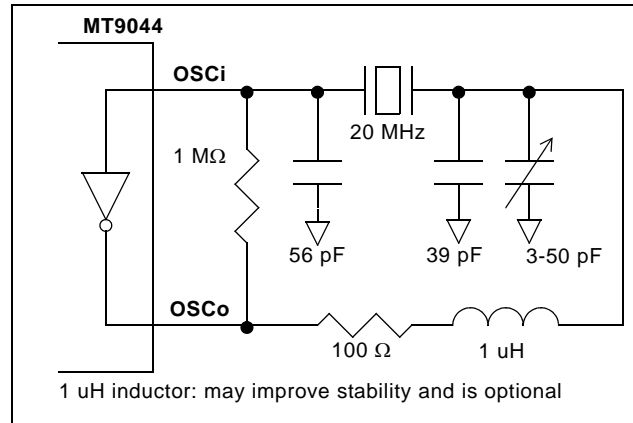 MT9044
OSCi
20 MHz
1 MΩ
56 pF
39 pF
3-50 pF
OSCo
100 Ω
1 uH
1 uH inductor: may improve stability and is optional